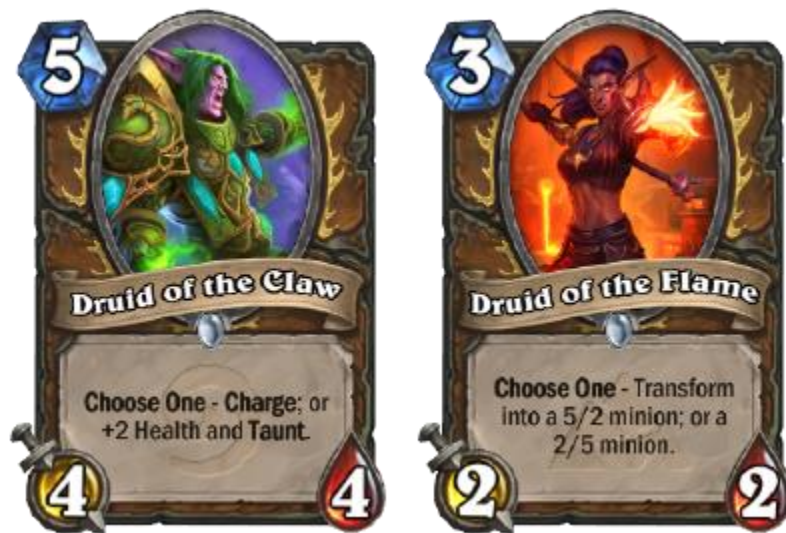 5
Druid of the Claw
Choose One - Charge; or
+2 Health and Taunt.
4
4
3
Druid of the Flame
Choose One - Transform
into a 5/2 minion; or a
2/5 minion.
2
2